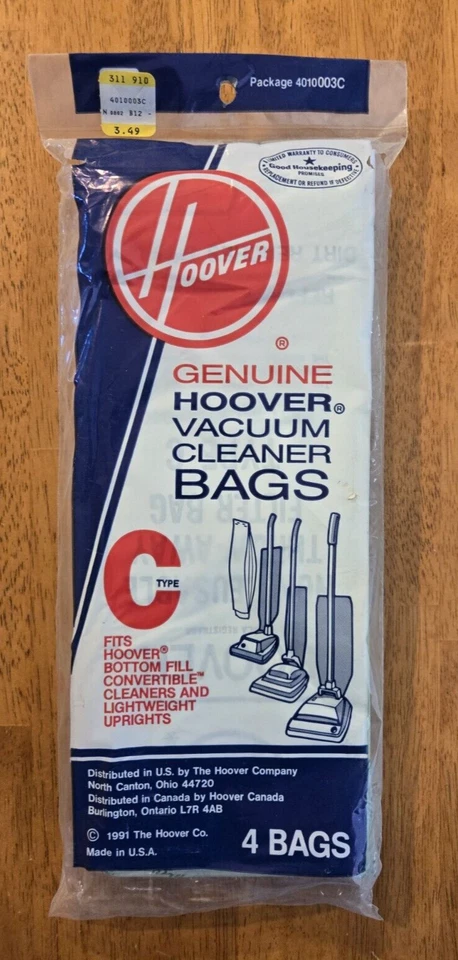 311 910
4010003C
N 0892 B12 -
3.49
Package 4010003C
LIMITED WARRANTY TO CONSUMERS
★
Good Housekeeping
PROMISES
REPLACEMENT OR REFUND IF DEFECTIVE
HOOVER
®
GENUINE
HOOVER®
VACUUM
CLEANER
BAGS
C TYPE
FITS
HOOVER®
BOTTOM FILL
CONVERTIBLE™
CLEANERS AND
LIGHTWEIGHT
UPRIGHTS
Distributed in U.S. by The Hoover Company
North Canton, Ohio 44720
Distributed in Canada by Hoover Canada
Burlington, Ontario L7R 4AB
© 1991 The Hoover Co.
Made in U.S.A.
4 BAGS